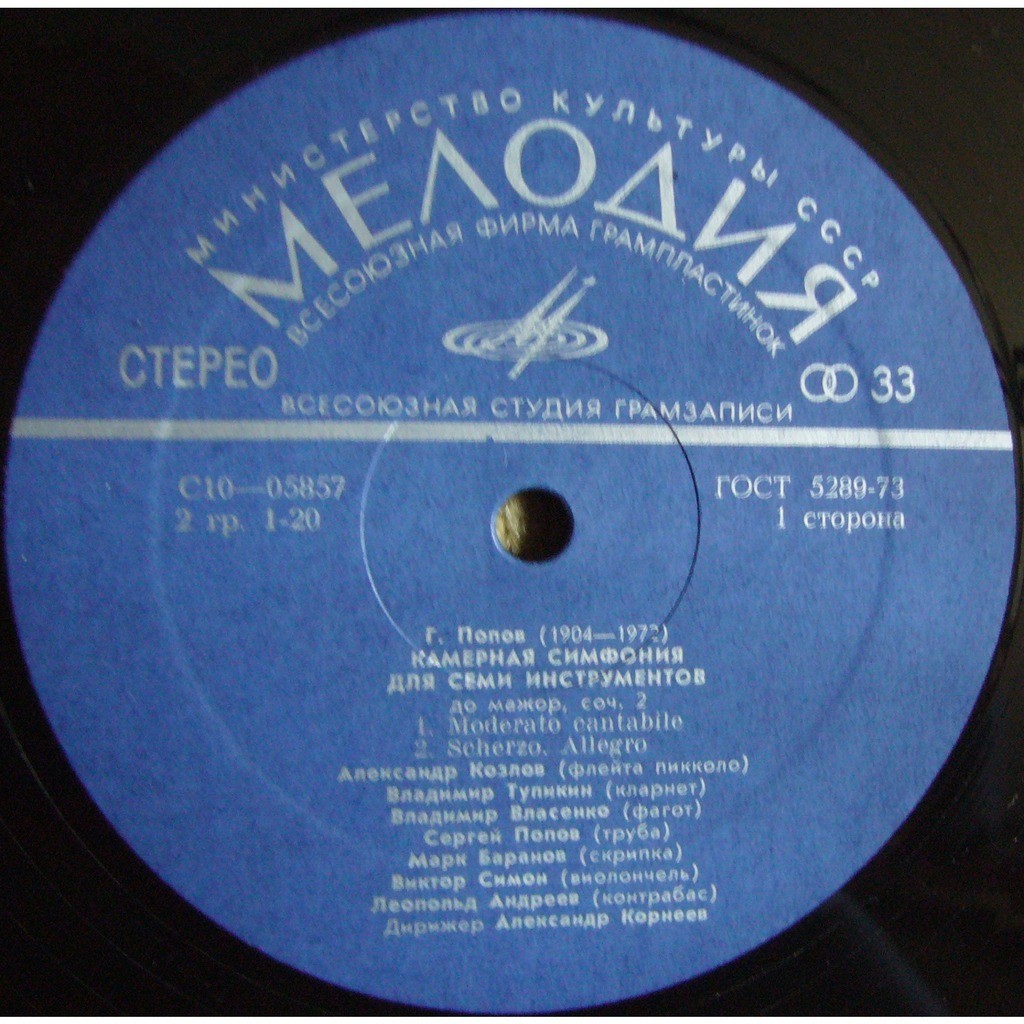 МИНИСТЕРСТВО КУЛЬТУРЫ СССР
МЕЛОДИЯ
ВСЕСОЮЗНАЯ ФИРМА ГРАМПЛАСТИНОК
СТЕРЕО
33
ВСЕСОЮЗНАЯ СТУДИЯ ГРАМЗАПИСИ
С10—05857
ГОСТ 5289-73
2 гр. 1-20
1 сторона
Г. Попов (1904—1972)
КАМЕРНАЯ СИМФОНИЯ
ДЛЯ СЕМИ ИНСТРУМЕНТОВ
до мажор, соч. 2
1. Moderato cantabile
2. Scherzo. Allegro
Александр Козлов (флейта пикколо)
Владимир Тупикин (кларнет)
Владимир Власенко (фагот)
Сергей Попов (труба)
Марк Баранов (скрипка)
Виктор Симон (виолончель)
Леопольд Андреев (контрабас)
Дирижер Александр Корнеев